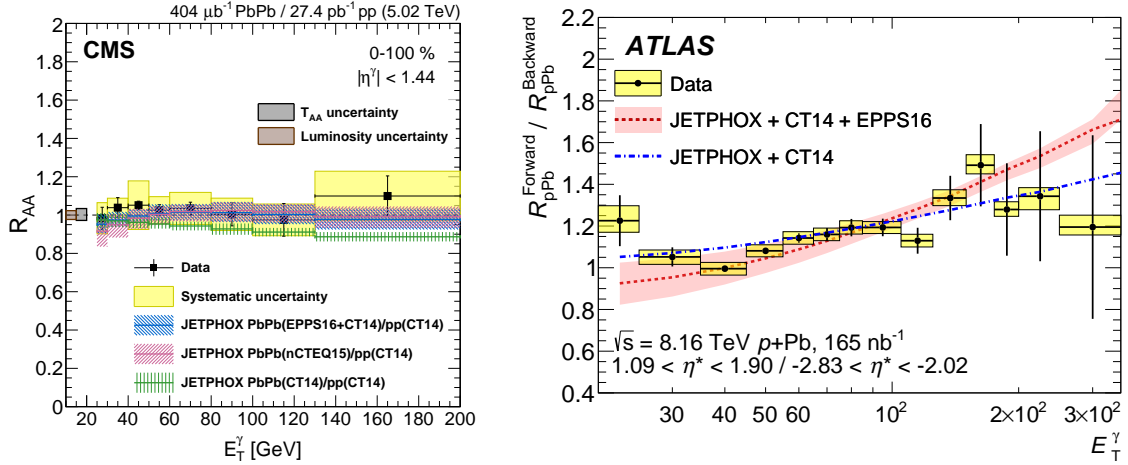 404 μb⁻¹ PbPb / 27.4 pb⁻¹ pp (5.02 TeV)
CMS
0-100 %
|η^γ| < 1.44
T_AA uncertainty
Luminosity uncertainty
Data
Systematic uncertainty
JETPHOX PbPb(EPPS16+CT14)/pp(CT14)
JETPHOX PbPb(nCTEQ15)/pp(CT14)
JETPHOX PbPb(CT14)/pp(CT14)
R_AA
2
1.8
1.6
1.4
1.2
1
0.8
0.6
0.4
0.2
0
20 40 60 80 100 120 140 160 180 200
E_T^γ [GeV]
ATLAS
Data
JETPHOX + CT14 + EPPS16
JETPHOX + CT14
√s = 8.16 TeV p+Pb, 165 nb⁻¹
1.09 < η* < 1.90 / -2.83 < η* < -2.02
R_pPb^Forward / R_pPb^Backward
2.2
2
1.8
1.6
1.4
1.2
1
0.8
0.6
0.4
30 40 50 60 10² 2×10² 3×10²
E_T^γ